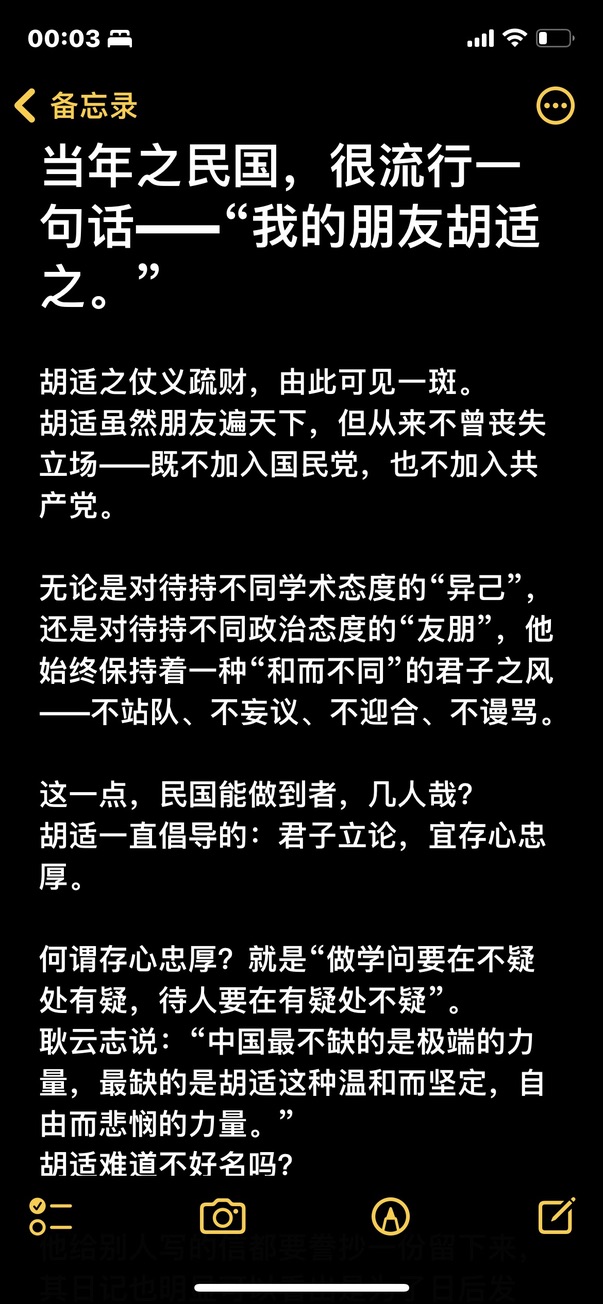 00:03
备忘录
当年之民国，很流行一
句话——“我的朋友胡适
之。”
胡适之仗义疏财，由此可见一斑。
胡适虽然朋友遍天下，但从来不曾丧失
立场——既不加入国民党，也不加入共
产党。
无论是对待持不同学术态度的“异己”，
还是对待持不同政治态度的“友朋”，他
始终保持着一种“和而不同”的君子之风
——不站队、不妄议、不迎合、不谩骂。
这一点，民国能做到者，几人哉？
胡适一直倡导的：君子立论，宜存心忠
厚。
何谓存心忠厚？就是“做学问要在不疑
处有疑，待人要在有疑处不疑”。
耿云志说：“中国最不缺的是极端的力
量，最缺的是胡适这种温和而坚定，自
由而悲悯的力量。”
胡适难道不好名吗？
他给别人写的信都要誊抄一份留下来，
其日记也明
日后发